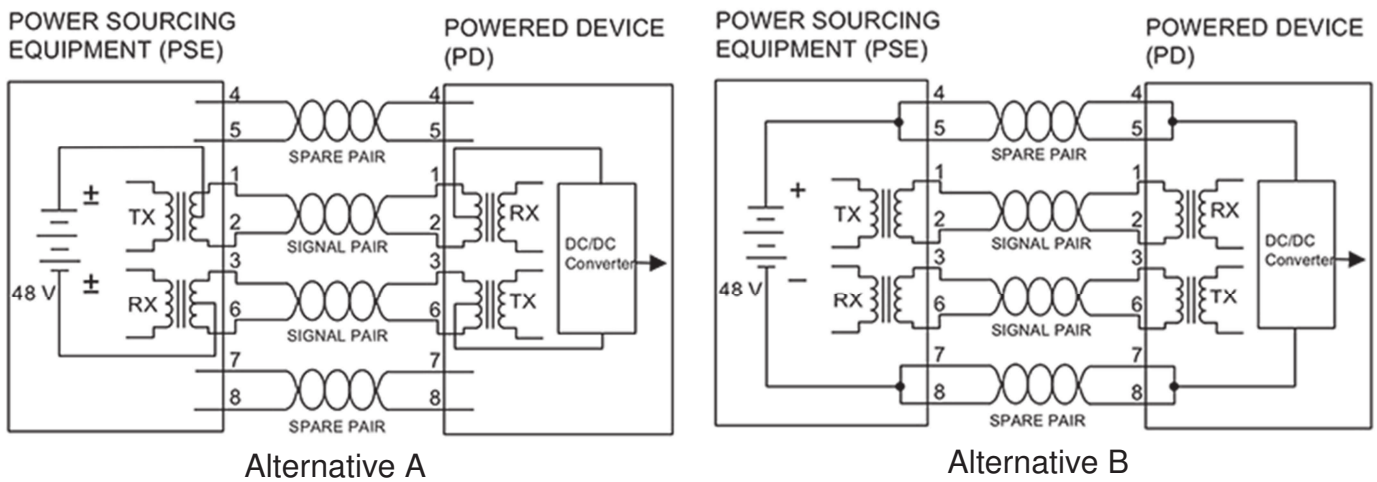 POWER SOURCING
EQUIPMENT (PSE)
POWERED DEVICE
(PD)
4
4
5
5
SPARE PAIR
1
1
±
TX
RX
2
2
SIGNAL PAIR
DC/DC
Converter
3
3
±
48 V
RX
TX
6
6
SIGNAL PAIR
7
7
8
8
SPARE PAIR
Alternative A
POWER SOURCING
EQUIPMENT (PSE)
POWERED DEVICE
(PD)
4
4
5
5
SPARE PAIR
1
1
+
TX
RX
2
2
SIGNAL PAIR
DC/DC
Converter
3
3
−
48 V
RX
TX
6
6
SIGNAL PAIR
7
7
8
8
SPARE PAIR
Alternative B